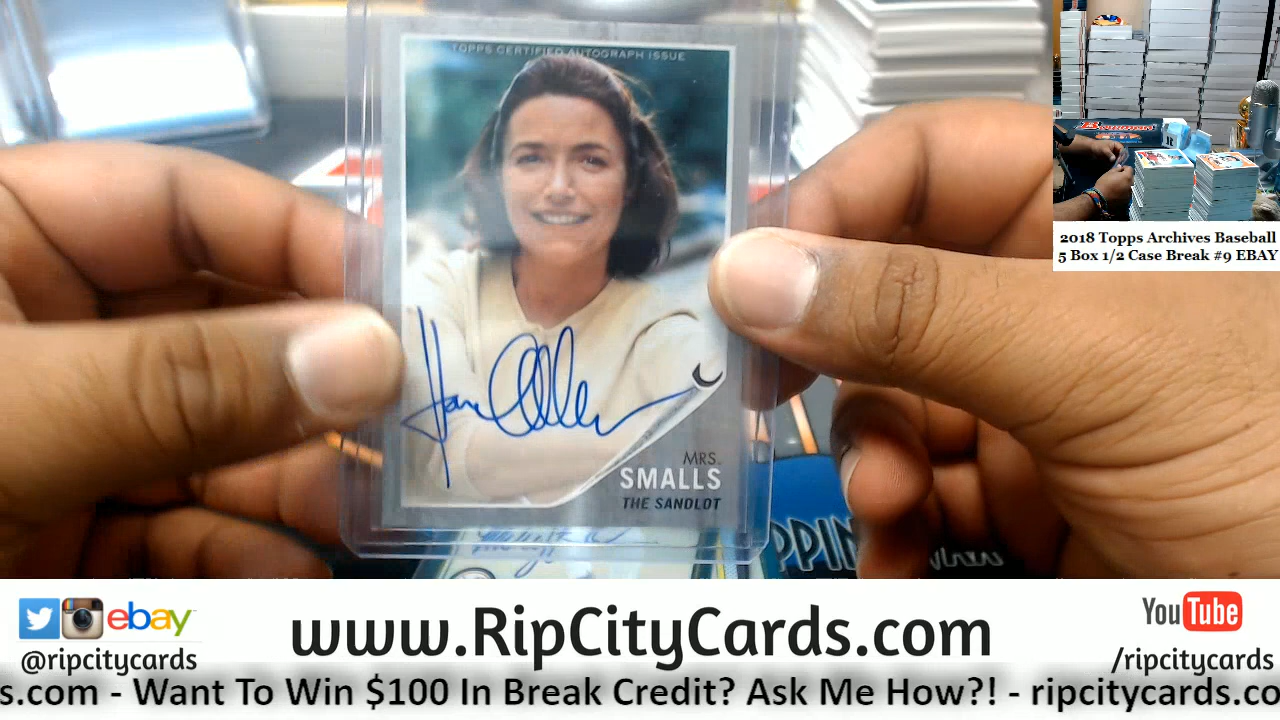 TOPPS CERTIFIED AUTOGRAPH ISSUE
MRS.
SMALLS
THE SANDLOT
2018 Topps Archives Baseball
5 Box 1/2 Case Break #9 EBAY
PPIN
ebay
@ripcitycards
www.RipCityCards.com
YouTube
/ripcitycards
s.com - Want To Win $100 In Break Credit? Ask Me How?! - ripcitycards.co